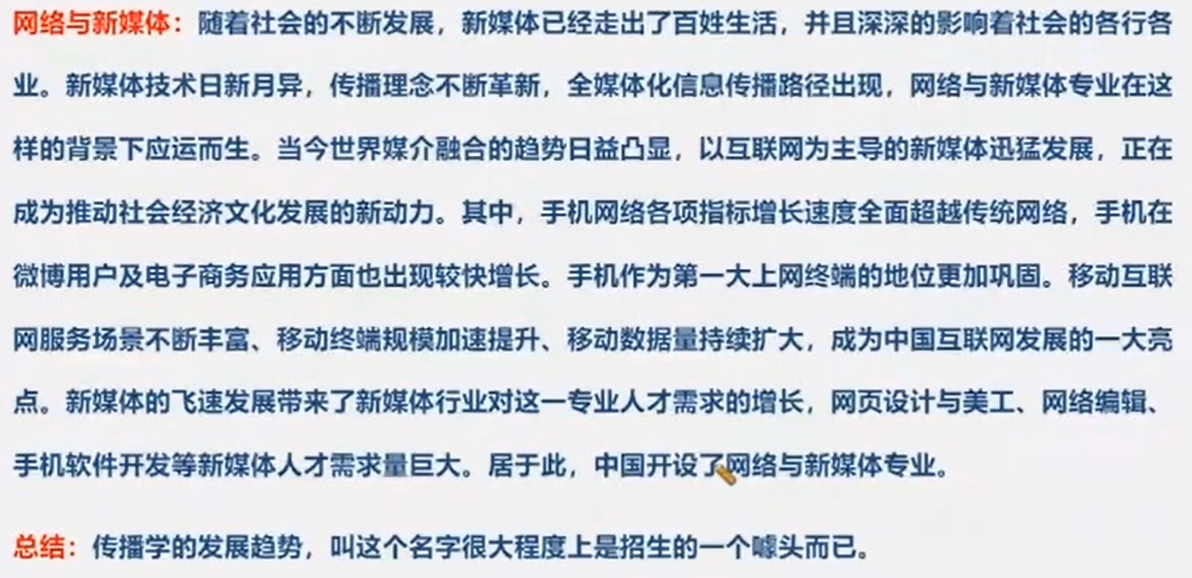 网络与新媒体：随着社会的不断发展，新媒体已经走出了百姓生活，并且深深的影响着社会的各行各
业。新媒体技术日新月异，传播理念不断革新，全媒体化信息传播路径出现，网络与新媒体专业在这
样的背景下应运而生。当今世界媒介融合的趋势日益凸显，以互联网为主导的新媒体迅猛发展，正在
成为推动社会经济文化发展的新动力。其中，手机网络各项指标增长速度全面超越传统网络，手机在
微博用户及电子商务应用方面也出现较快增长。手机作为第一大上网终端的地位更加巩固。移动互联
网服务场景不断丰富、移动终端规模加速提升、移动数据量持续扩大，成为中国互联网发展的一大亮
点。新媒体的飞速发展带来了新媒体行业对这一专业人才需求的增长，网页设计与美工、网络编辑、
手机软件开发等新媒体人才需求量巨大。居于此，中国开设了网络与新媒体专业。
总结：传播学的发展趋势，叫这个名字很大程度上是招生的一个噱头而已。